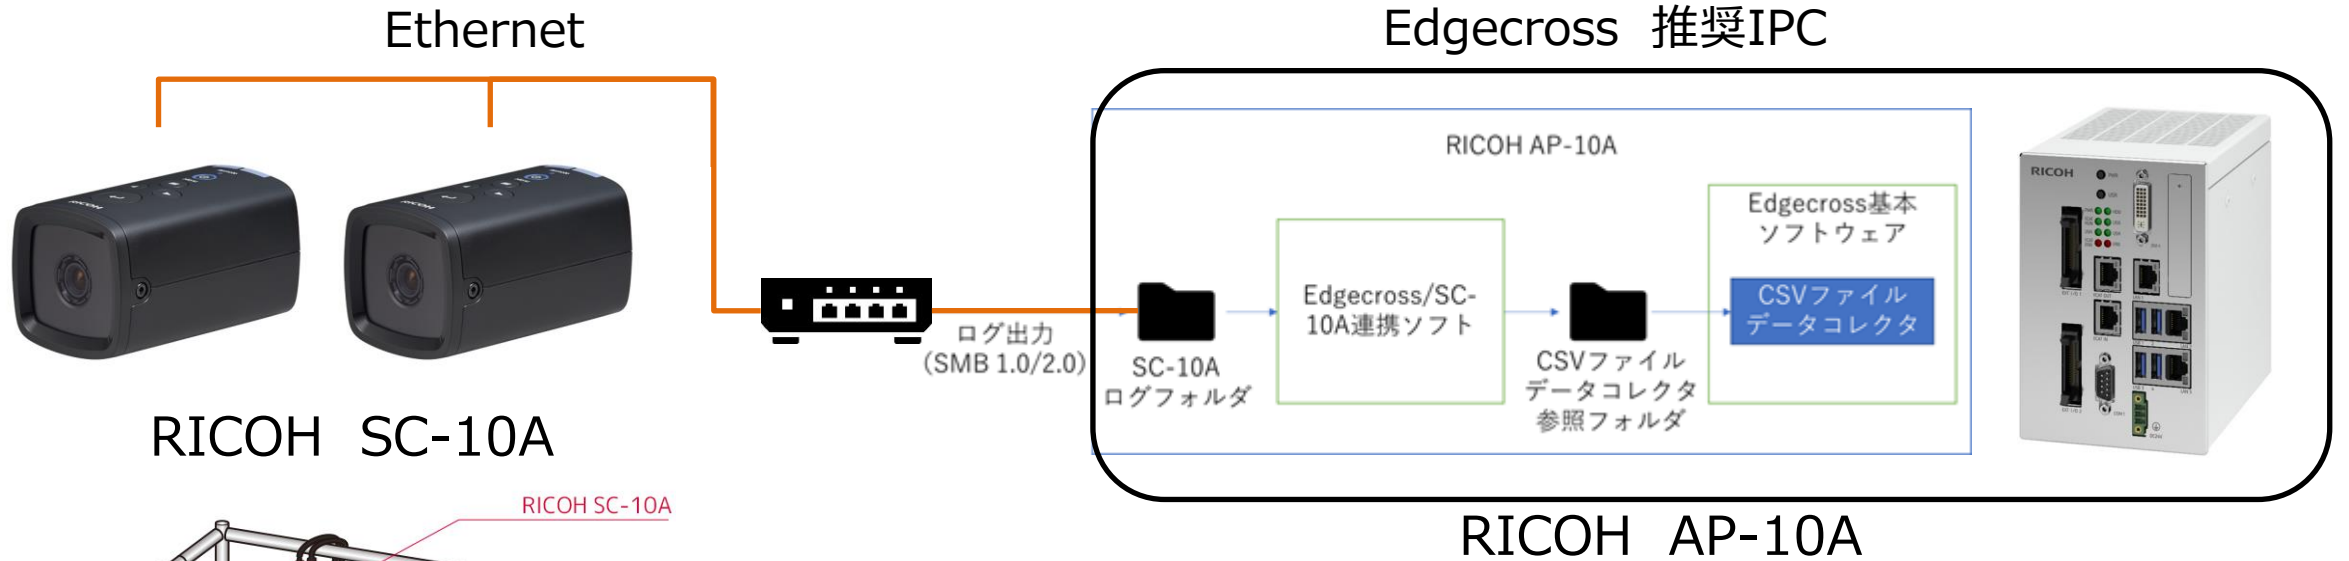 Ethernet
Edgecross 推奨IPC
RICOH AP-10A
Edgecross基本
ソフトウェア
RICOH
Edgecross/SC-
10A連携ソフト
CSVファイル
データコレクタ
ログ出力
(SMB 1.0/2.0)
SC-10A
ログフォルダ
CSVファイル
データコレクタ
参照フォルダ
RICOH
RICOH
RICOH SC-10A
RICOH SC-10A
RICOH AP-10A